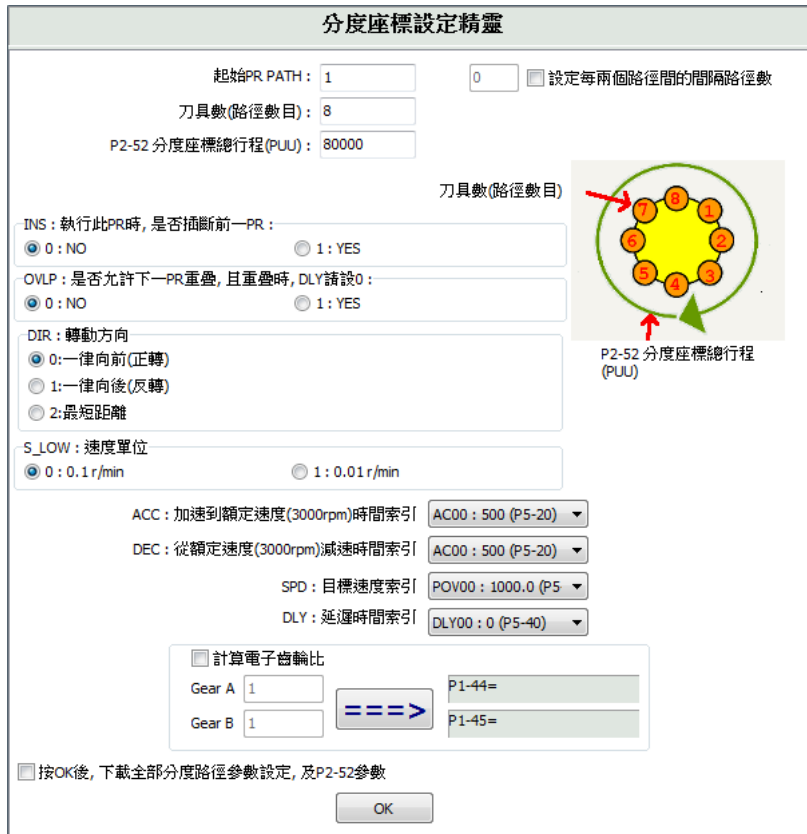 分度座標設定精靈
起始PR PATH : 1 0 設定每兩個路徑間的間隔路徑數
刀具數(路徑數目) : 8
P2-52 分度座標總行程(PUU) : 80000
刀具數(路徑數目)
8
7 1
6 2
5 3
4
P2-52 分度座標總行程
(PUU)
INS : 執行此PR時, 是否插斷前一PR :
0 : NO 1 : YES
OVLP : 是否允許下一PR重疊, 且重疊時, DLY請設0 :
0 : NO 1 : YES
DIR : 轉動方向
0:一律向前(正轉)
1:一律向後(反轉)
2:最短距離
S_LOW : 速度單位
0 : 0.1 r/min 1 : 0.01 r/min
ACC : 加速到額定速度(3000rpm)時間索引 AC00 : 500 (P5-20)
DEC : 從額定速度(3000rpm)減速時間索引 AC00 : 500 (P5-20)
SPD : 目標速度索引 POV00 : 1000.0 (P5
DLY : 延遲時間索引 DLY00 : 0 (P5-40)
計算電子齒輪比
Gear A 1 P1-44=
===>
Gear B 1 P1-45=
按OK後, 下載全部分度路徑參數設定, 及P2-52參數
OK